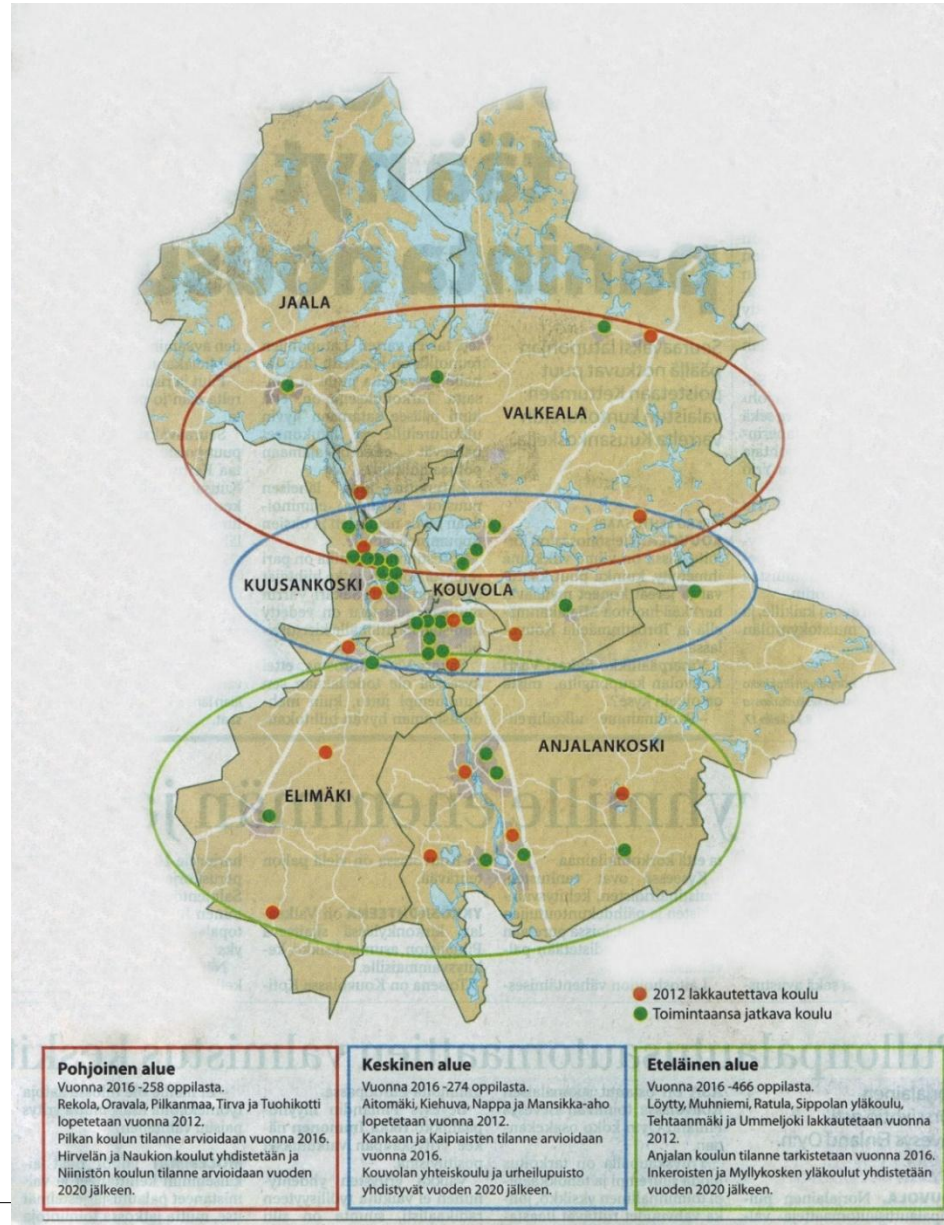 JAALA
VALKEALA
KUUSANKOSKI
KOUVOLA
ANJALANKOSKI
ELIMÄKI
2012 lakkautettava koulu
Toimintaansa jatkava koulu
Pohjoinen alue
Vuonna 2016 -258 oppilasta.
Rekola, Oravala, Pilkanmaa, Tirva ja Tuohikotti
lopetetaan vuonna 2012.
Pilkan koulun tilanne arvioidaan vuonna 2016.
Hirvelän ja Naukion koulut yhdistetään ja
Niinistön koulun tilanne arvioidaan vuoden
2020 jälkeen.
Keskinen alue
Vuonna 2016 -274 oppilasta.
Aitomäki, Kiehuva, Nappa ja Mansikka-aho
lopetetaan vuonna 2012.
Kankaan ja Kaipiaisten tilanne arvioidaan
vuonna 2016.
Kouvolan yhteiskoulu ja urheilupuisto
yhdistyvät vuoden 2020 jälkeen.
Eteläinen alue
Vuonna 2016 -466 oppilasta.
Löytty, Muhniemi, Ratula, Sippolan yläkoulu,
Tehtaanmäki ja Ummeljoki lakkautetaan vuonna
2012.
Anjalan koulun tilanne tarkistetaan vuonna 2016.
Inkeroisten ja Myllykosken yläkoulut yhdistetään
vuoden 2020 jälkeen.